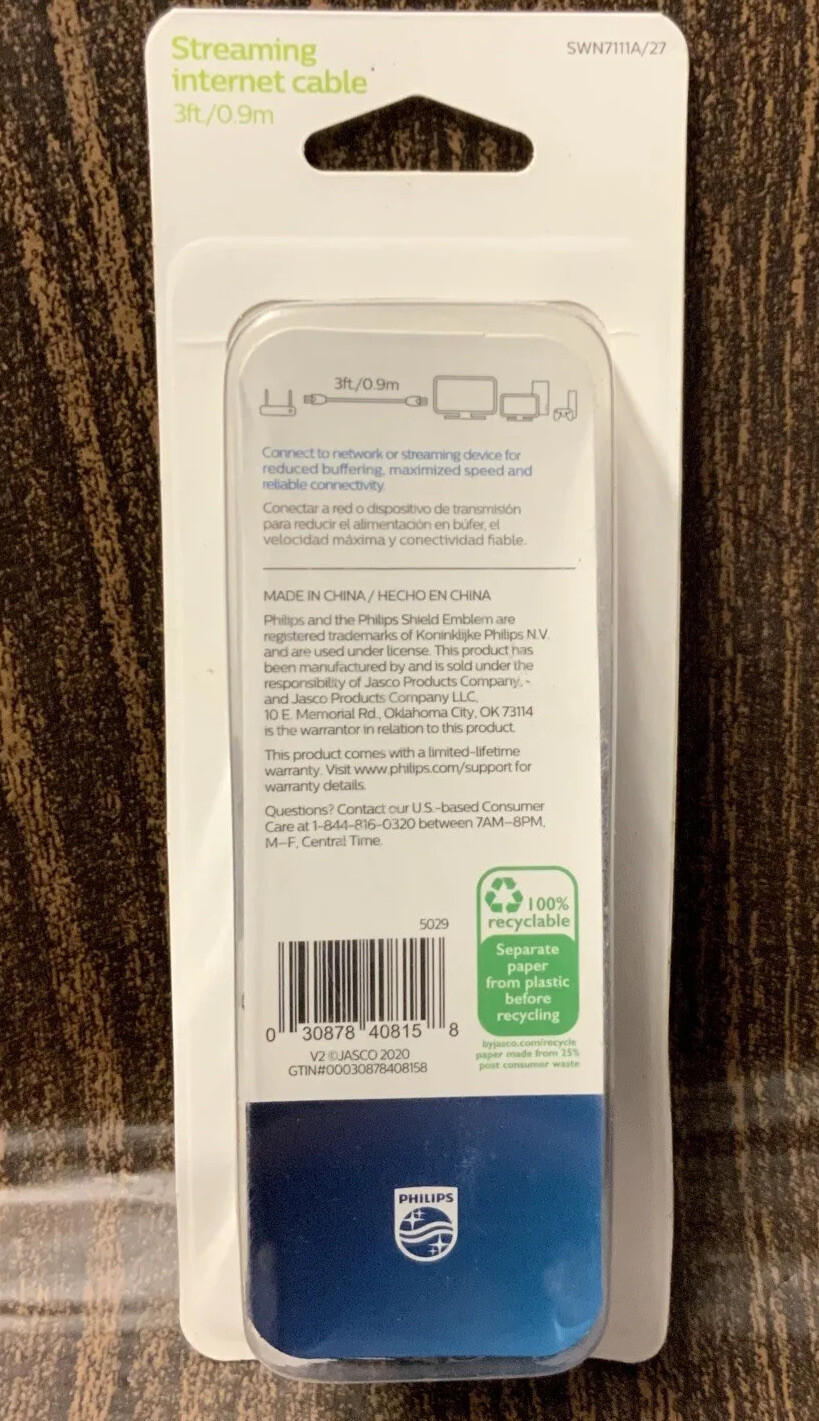 Streaming
internet cable
3ft./0.9m
SWN7111A/27
3ft./0.9m
Connect to network or streaming device for
reduced buffering, maximized speed and
reliable connectivity.
Conectar a red o dispositivo de transmisión
para reducir el alimentación en búfer, el
velocidad máxima y conectividad fiable.
MADE IN CHINA / HECHO EN CHINA
Philips and the Philips Shield Emblem are
registered trademarks of Koninklijke Philips N.V.
and are used under license. This product has
been manufactured by and is sold under the
responsibility of Jasco Products Company,
and Jasco Products Company LLC,
10 E. Memorial Rd., Oklahoma City, OK 73114
is the warrantor in relation to this product.
This product comes with a limited-lifetime
warranty. Visit www.philips.com/support for
warranty details.
Questions? Contact our U.S.-based Consumer
Care at 1-844-816-0320 between 7AM–8PM,
M–F, Central Time.
5029
0 30878 40815 8
V2 ©JASCO 2020
GTIN#00030878408158
100%
recyclable
Separate
paper
from plastic
before
recycling
byjasco.com/recycle
paper made from 25%
post consumer waste
PHILIPS